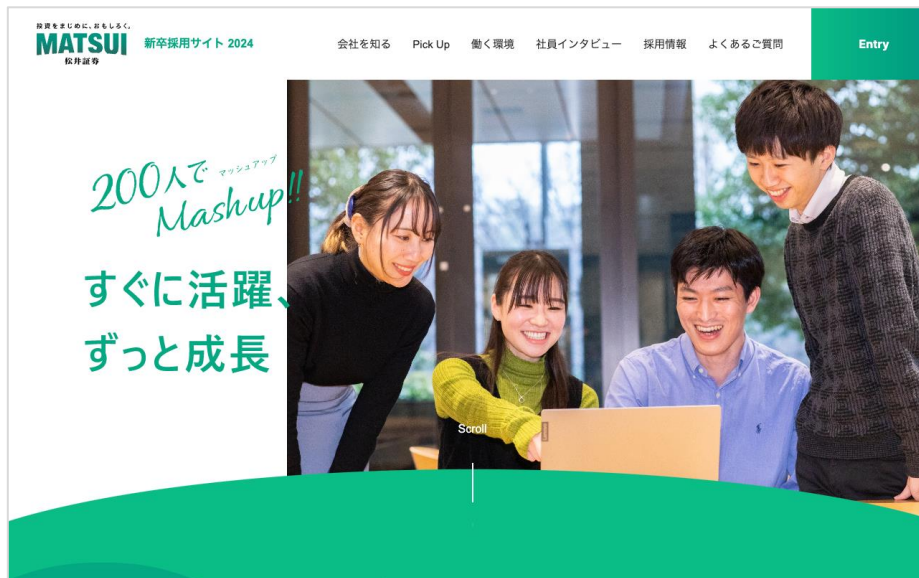 投資をまじめに、おもしろく。
MATSUI
松井証券
新卒採用サイト 2024
会社を知る Pick Up 働く環境 社員インタビュー 採用情報 よくあるご質問 Entry
200人で マッシュアップ
Mashup!!
すぐに活躍、
ずっと成長
Scroll